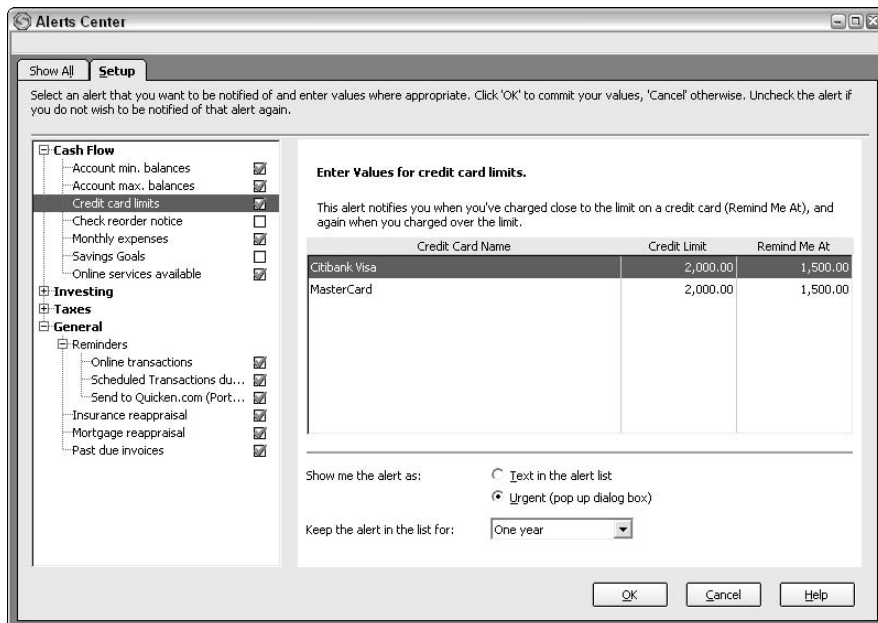 Alerts Center
Show All
Setup
Select an alert that you want to be notified of and enter values where appropriate. Click 'OK' to commit your values, 'Cancel' otherwise. Uncheck the alert if
you do not wish to be notified of that alert again.
Cash Flow
Account min. balances
Account max. balances
Credit card limits
Check reorder notice
Monthly expenses
Savings Goals
Online services available
Investing
Taxes
General
Reminders
Online transactions
Scheduled Transactions du...
Send to Quicken.com (Port...
Insurance reappraisal
Mortgage reappraisal
Past due invoices
Enter Values for credit card limits.
This alert notifies you when you've charged close to the limit on a credit card (Remind Me At), and
again when you charged over the limit.
Credit Card Name Credit Limit Remind Me At
Citibank Visa 2,000.00 1,500.00
MasterCard 2,000.00 1,500.00
Show me the alert as:
Text in the alert list
Urgent (pop up dialog box)
Keep the alert in the list for: One year
OK Cancel Help